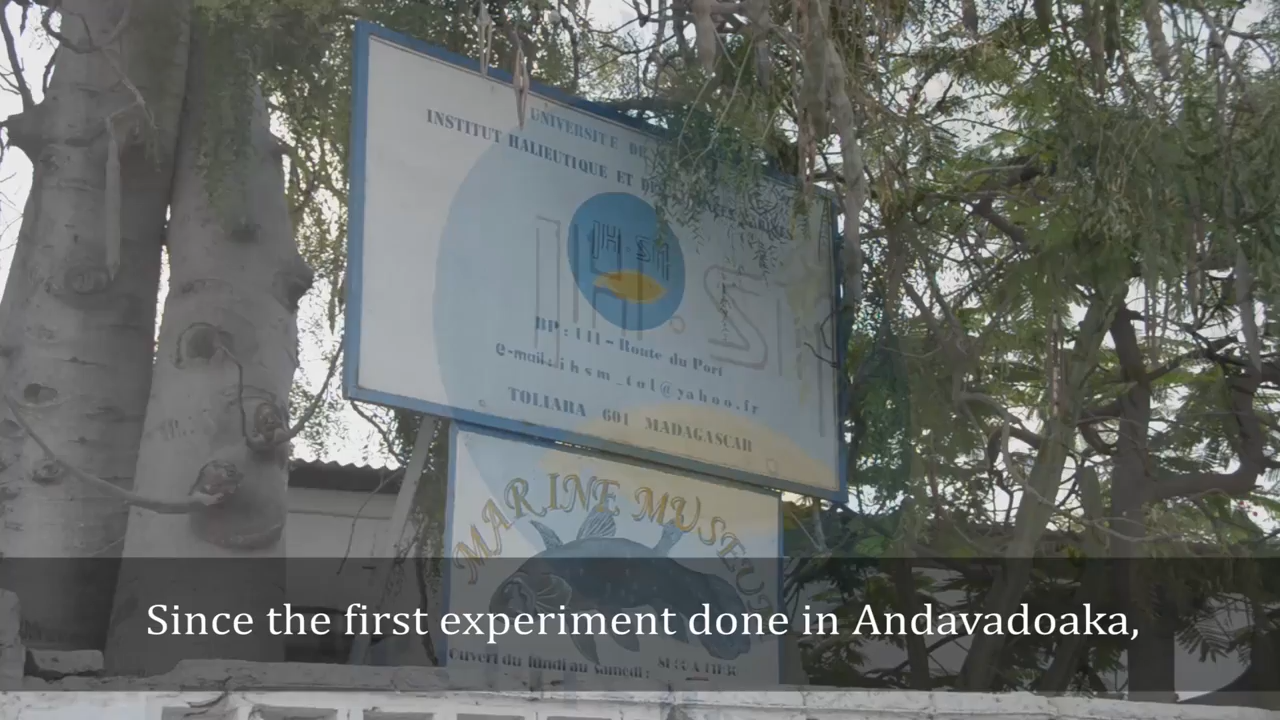 UNIVERSITE DE
INSTITUT HALIEUTIQUE ET
IH.SM
BP : 141 - Route du Port
e-mail: ihsm_tul@yahoo.fr
TOLIARA 601 MADAGASCAR
MARINE MUSEUM
Ouvert du lundi au samedi :
Since the first experiment done in Andavadoaka,